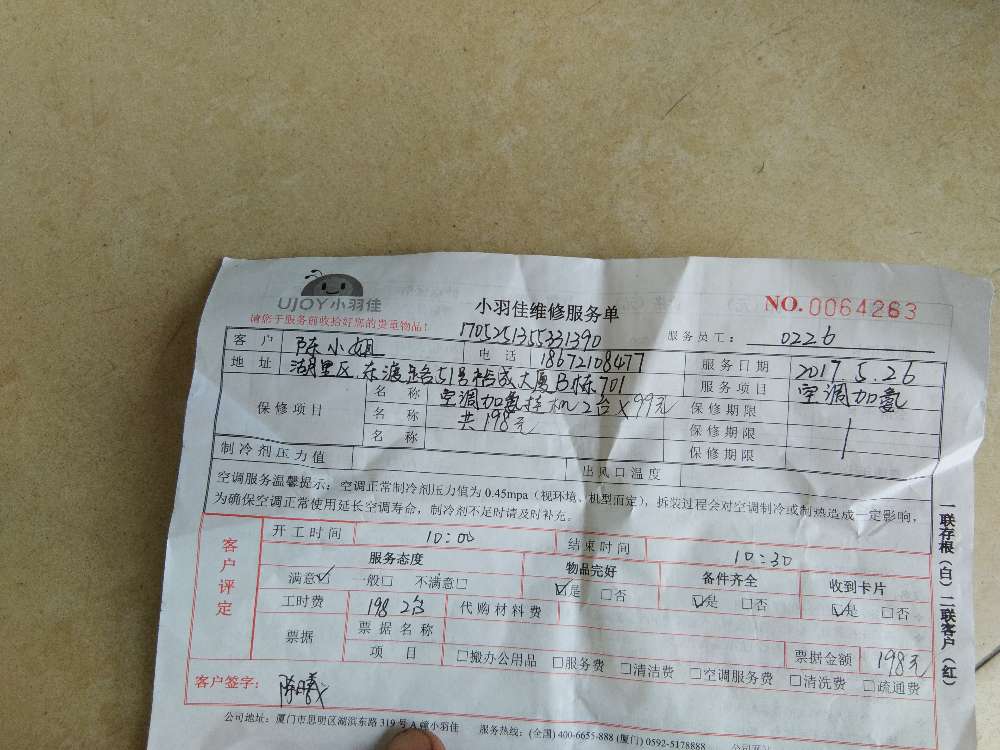 UJOY小羽佳
小羽佳维修服务单
NO.0064263
请您于服务前收拾好您的贵重物品!
170525135531390
服务员工: 0226
客 户 陈小姐 电 话 18672108477 服务日期 2017.5.26
地 址 湖里区东渡路51号裕成大厦B栋701 服务项目 空调加氨
保修项目 名 称 空调加氨挂机2台×99元 保修期限
名 称 共198元 保修期限
名 称 保修期限
制冷剂压力值 出风口温度
空调服务温馨提示:空调正常制冷剂压力值为0.45mpa(视环境、机型而定),拆装过程会对空调制冷或制热造成一定影响,
为确保空调正常使用延长空调寿命,制冷剂不足时请及时补充。
一联存根(白)二联客户(红)
客户评定
开工时间 10:00 结束时间 10:30
服务态度 物品完好 备件齐全 收到卡片
满意☑ 一般□ 不满意□ ☑是 □否 ☑是 □否 ☑是 □否
工时费 198 2台 代购材料费
票据 票据名称 票据金额 198元
项 目 □搬办公用品 □服务费 □清洁费 □空调服务费 □清洗费 □疏通费
客户签字: 陈曦
公司地址:厦门市思明区湖滨东路319号A幢小羽佳 服务热线:(全国)400-6655-888 (厦门)0592-5178888